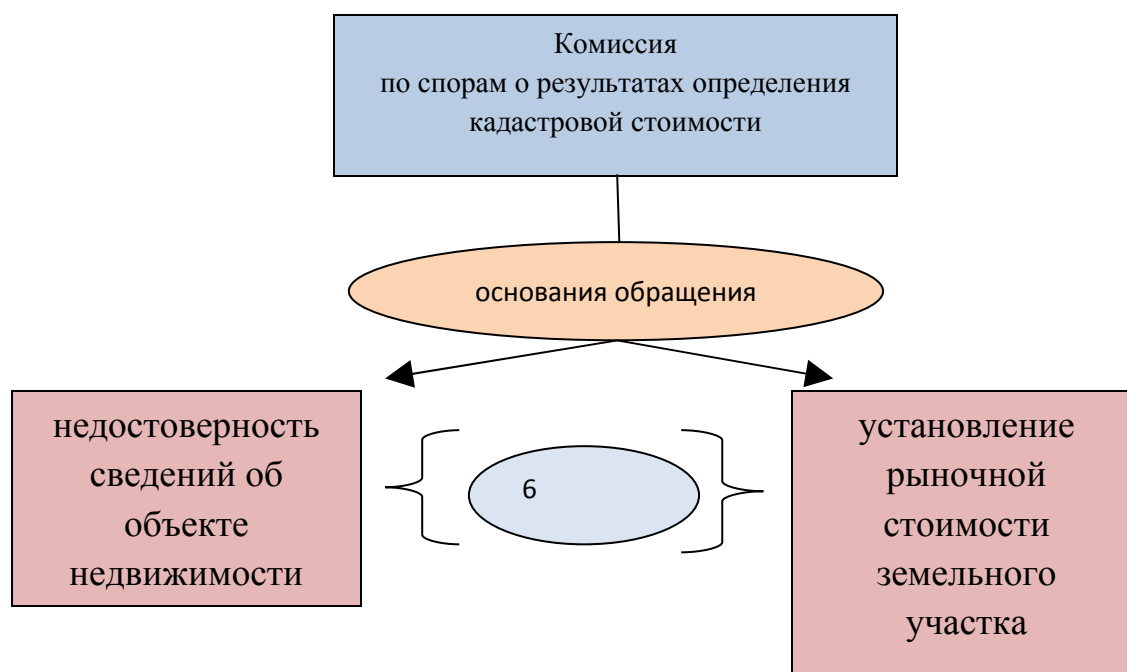 Комиссия
по спорам о результатах определения
кадастровой стоимости
основания обращения
недостоверность
сведений об
объекте
недвижимости
6
установление
рыночной
стоимости
земельного
участка